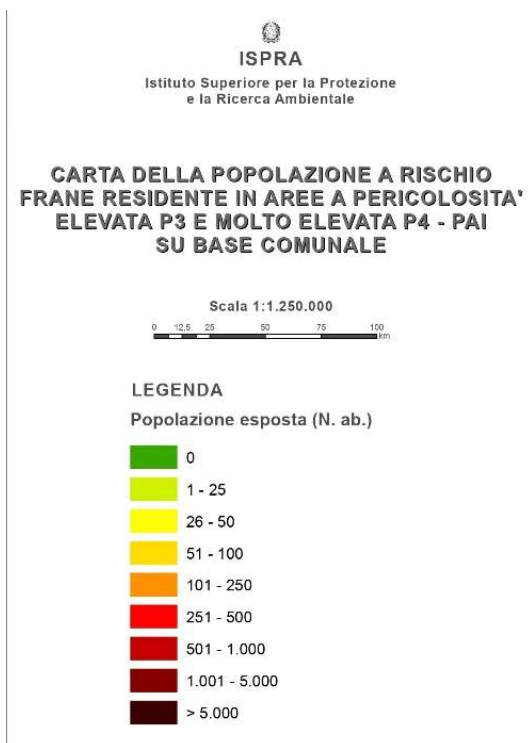 ISPRA
Istituto Superiore per la Protezione
e la Ricerca Ambientale
CARTA DELLA POPOLAZIONE A RISCHIO
FRANE RESIDENTE IN AREE A PERICOLOSITA'
ELEVATA P3 E MOLTO ELEVATA P4 - PAI
SU BASE COMUNALE
Scala 1:1.250.000
0 12,5 25 50 75 100
km
LEGENDA
Popolazione esposta (N. ab.)
0
1 - 25
26 - 50
51 - 100
101 - 250
251 - 500
501 - 1.000
1.001 - 5.000
> 5.000